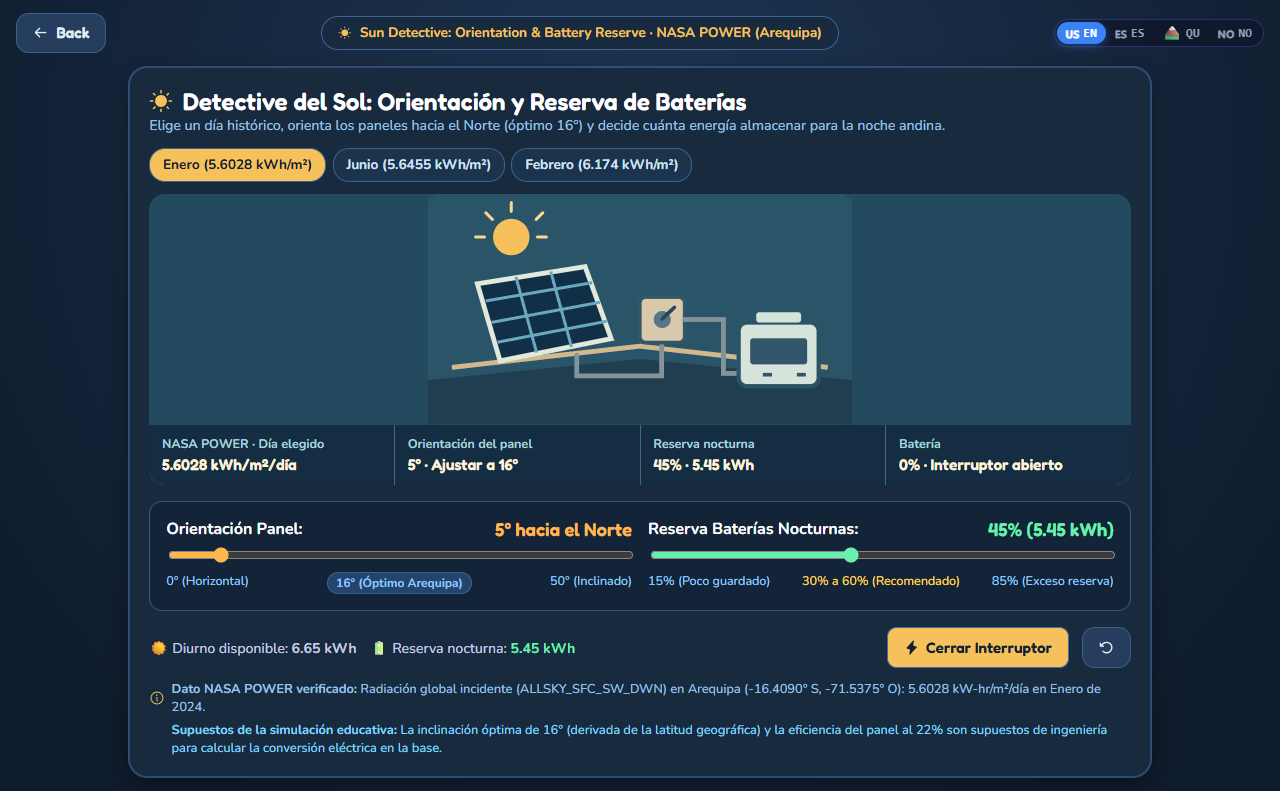 Back
Sun Detective: Orientation & Battery Reserve · NASA POWER (Arequipa)
US EN
ES ES
QU
NO NO
Detective del Sol: Orientación y Reserva de Baterías
Elige un día histórico, orienta los paneles hacia el Norte (óptimo 16°) y decide cuánta energía almacenar para la noche andina.
Enero (5.6028 kWh/m²)
Junio (5.6455 kWh/m²)
Febrero (6.174 kWh/m²)
NASA POWER · Día elegido
5.6028 kWh/m²/día
Orientación del panel
5° · Ajustar a 16°
Reserva nocturna
45% · 5.45 kWh
Batería
0% · Interruptor abierto
Orientación Panel:
5° hacia el Norte
0° (Horizontal)
16° (Óptimo Arequipa)
50° (Inclinado)
Reserva Baterías Nocturnas:
45% (5.45 kWh)
15% (Poco guardado)
30% a 60% (Recomendado)
85% (Exceso reserva)
Diurno disponible: 6.65 kWh
Reserva nocturna: 5.45 kWh
Cerrar Interruptor
Dato NASA POWER verificado: Radiación global incidente (ALLSKY_SFC_SW_DWN) en Arequipa (-16.4090° S, -71.5375° O): 5.6028 kW-hr/m²/día en Enero de
2024.
Supuestos de la simulación educativa: La inclinación óptima de 16° (derivada de la latitud geográfica) y la eficiencia del panel al 22% son supuestos de ingeniería
para calcular la conversión eléctrica en la base.